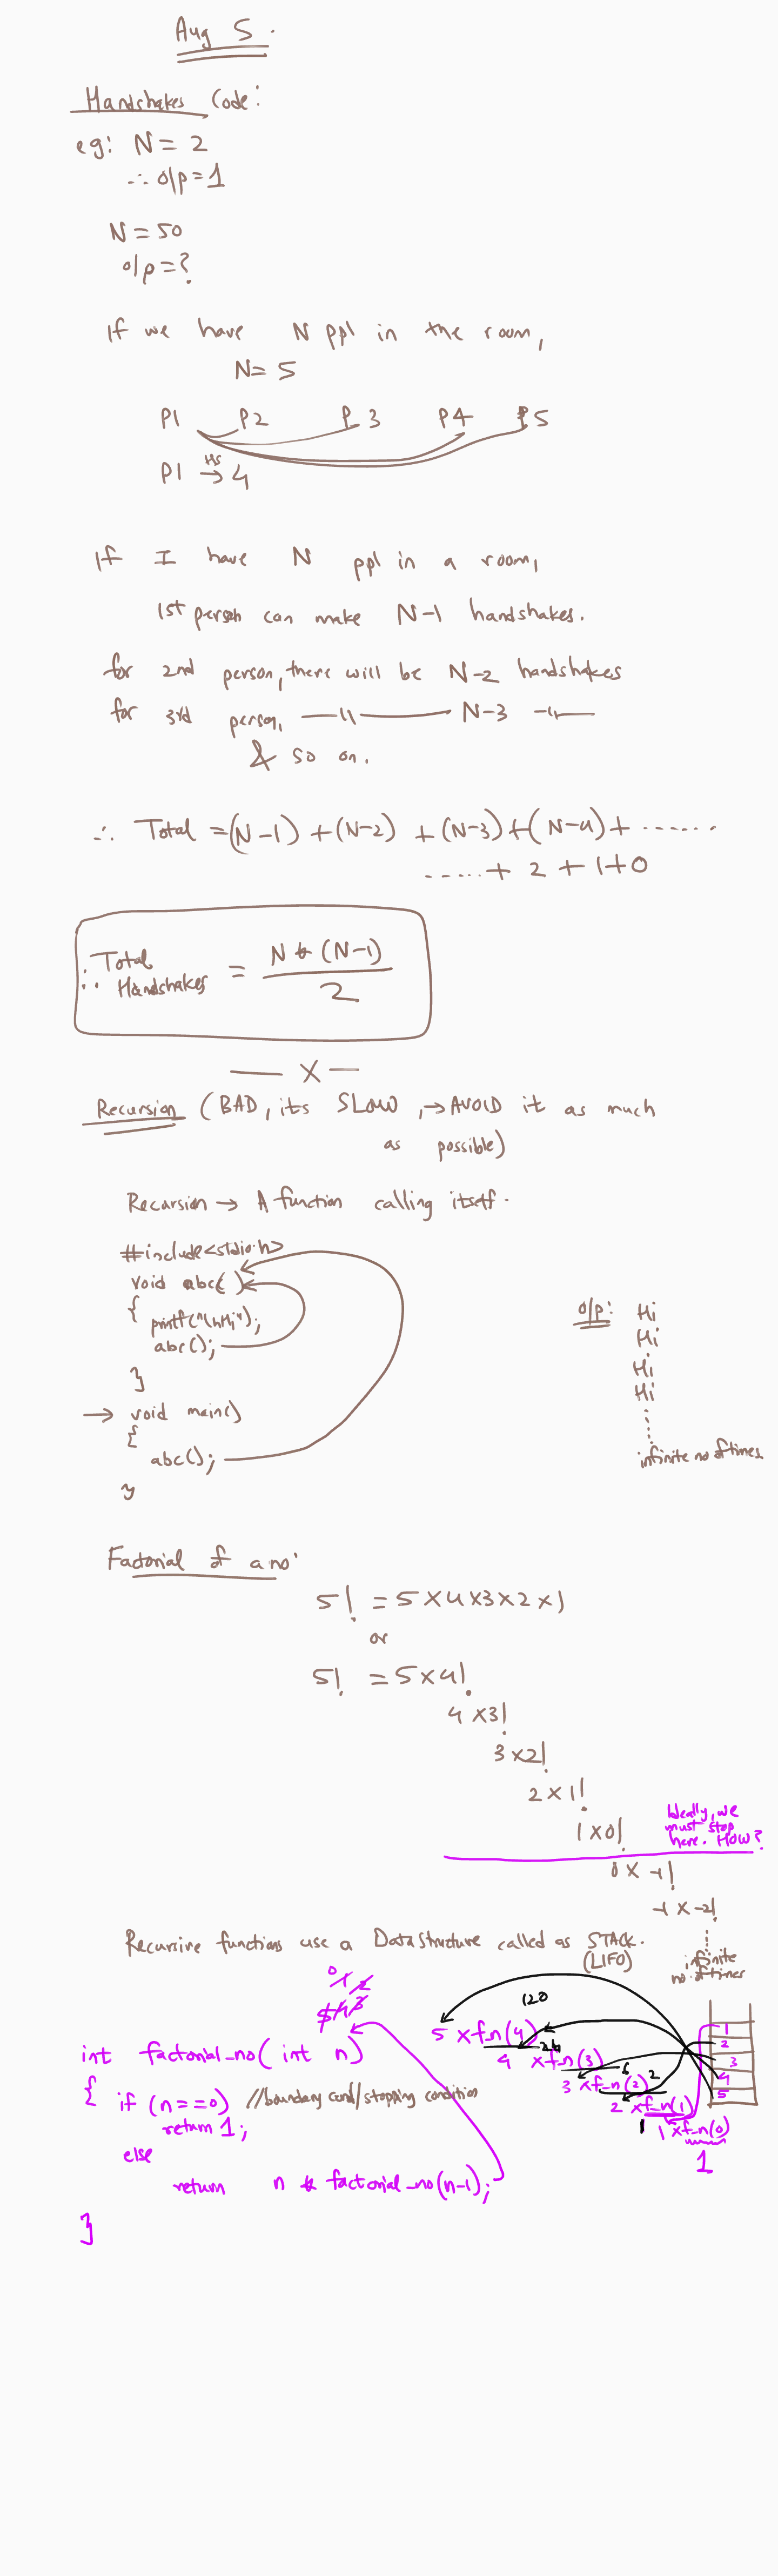 Aug 5.
Handshakes Code:
eg: N = 2
∴ o/p = 1
N = 50
o/p = ?
If we have N ppl in the room,
N = 5
P1 P2 P3 P4 P5
P1 HS→ 4
If I have N ppl in a room,
1st person can make N-1 handshakes.
for 2nd person, there will be N-2 handshakes
for 3rd person, —11— N-3 —11—
& so on.
∴ Total = (N-1) + (N-2) + (N-3) + (N-4) + ......
..... + 2 + 1 + 0
∴ Total Handshakes = N * (N-1) / 2
— X —
Recursion (BAD, its SLOW, → AVOID it as much
as possible)
Recursion → A function calling itself.
#include<stdio.h>
void abc()
{ printf("\nHi");
abc();
}
→ void main()
{
abc();
}
o/p: Hi
Hi
Hi
Hi
infinite no of times
Factorial of a no:
5! = 5 x 4 x 3 x 2 x 1
or
5! = 5 x 4!
4 x 3!
3 x 2!
2 x 1!
1 x 0!
Ideally, we
must stop
here. HOW?
0 x -1!
-1 x -2!
infinite
no of times
Recursive functions use a Data Structure called as STACK.
(LIFO)
0 1 2
5 4 3
int factorial_no( int n )
{ if (n==0) //boundary cond/stopping condition
return 1;
else
return n * factorial_no(n-1);
}
120
5 x f_n(4)
24
4 x f_n(3)
6
3 x f_n(2)
2
2 x f_n(1)
1
1 x f_n(0)
1
1
2
3
4
5